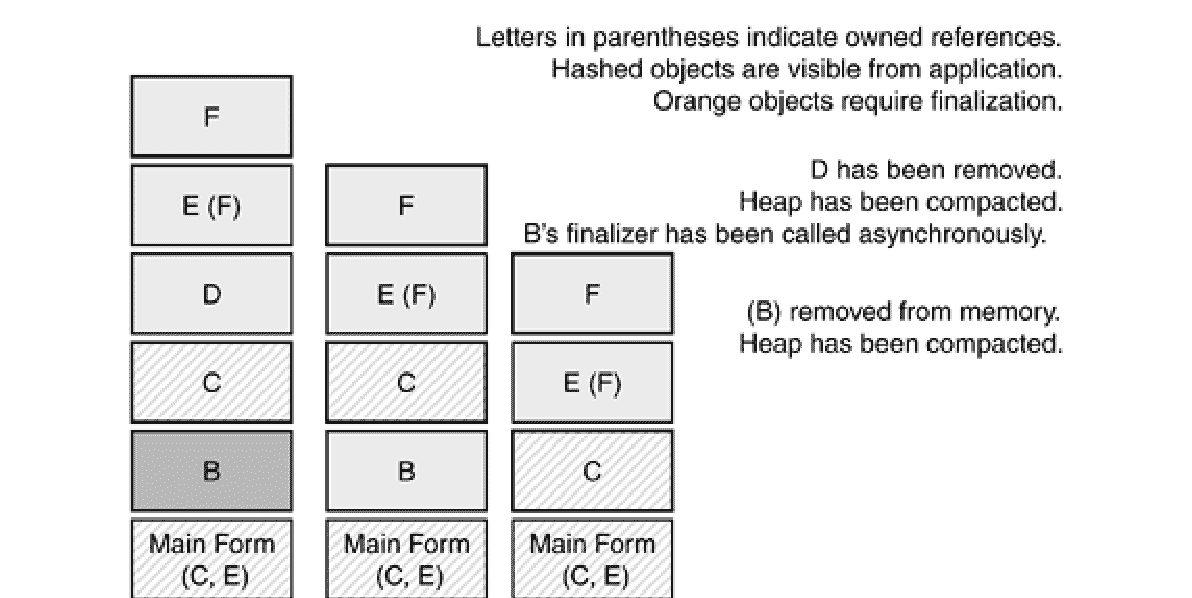 Letters in parentheses indicate owned references.
Hashed objects are visible from application.
Orange objects require finalization.
F
E (F)
D
C
B
Main Form
(C, E)
F
E (F)
C
B
Main Form
(C, E)
F
E (F)
C
Main Form
(C, E)
D has been removed.
Heap has been compacted.
B's finalizer has been called asynchronously.
(B) removed from memory.
Heap has been compacted.